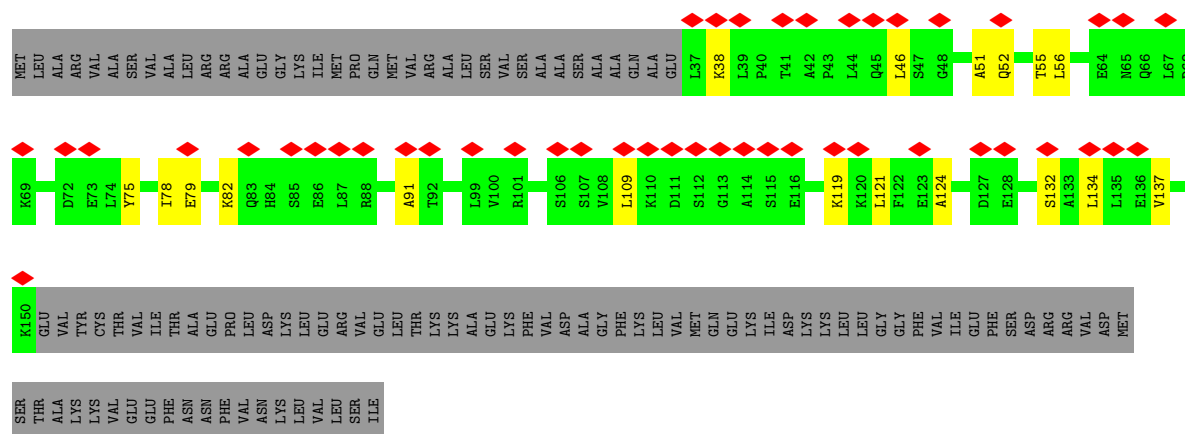 MET LEU ALA ARG VAL ALA SER VAL ALA LEU ARG ARG ALA GLU GLY LYS ILE MET PRO GLN MET VAL ARG ALA LEU SER VAL SER ALA ALA SER ALA ALA GLN ALA GLU L37 K38 L39 P40 T41 A42 P43 L44 Q45 L46 S47 G48 A51 Q52 T55 L56 E64 N65 Q66 L67
K69 D72 E73 L74 Y75 I78 E79 K82 Q83 H84 S85 E86 L87 R88 A91 T92 L99 V100 R101 S106 S107 V108 L109 K110 D111 S112 G113 A114 S115 E116 K119 K120 L121 F122 E123 A124 D127 E128 S132 A133 L134 L135 E136 V137
K150 GLU VAL TYR CYS THR VAL ILE THR ALA GLU PRO LEU ASP LYS LEU GLU ARG VAL GLU LEU THR LYS LYS ALA GLU LYS PHE VAL ASP ALA GLY PHE LYS LEU VAL MET GLN GLU LYS ILE ASP LYS LYS LEU LEU GLY GLY PHE VAL ILE GLU PHE SER ASP ARG ARG VAL ASP MET
SER THR ALA LYS LYS VAL GLU GLU PHE ASN ASN PHE VAL ASN LYS LEU VAL LEU SER ILE